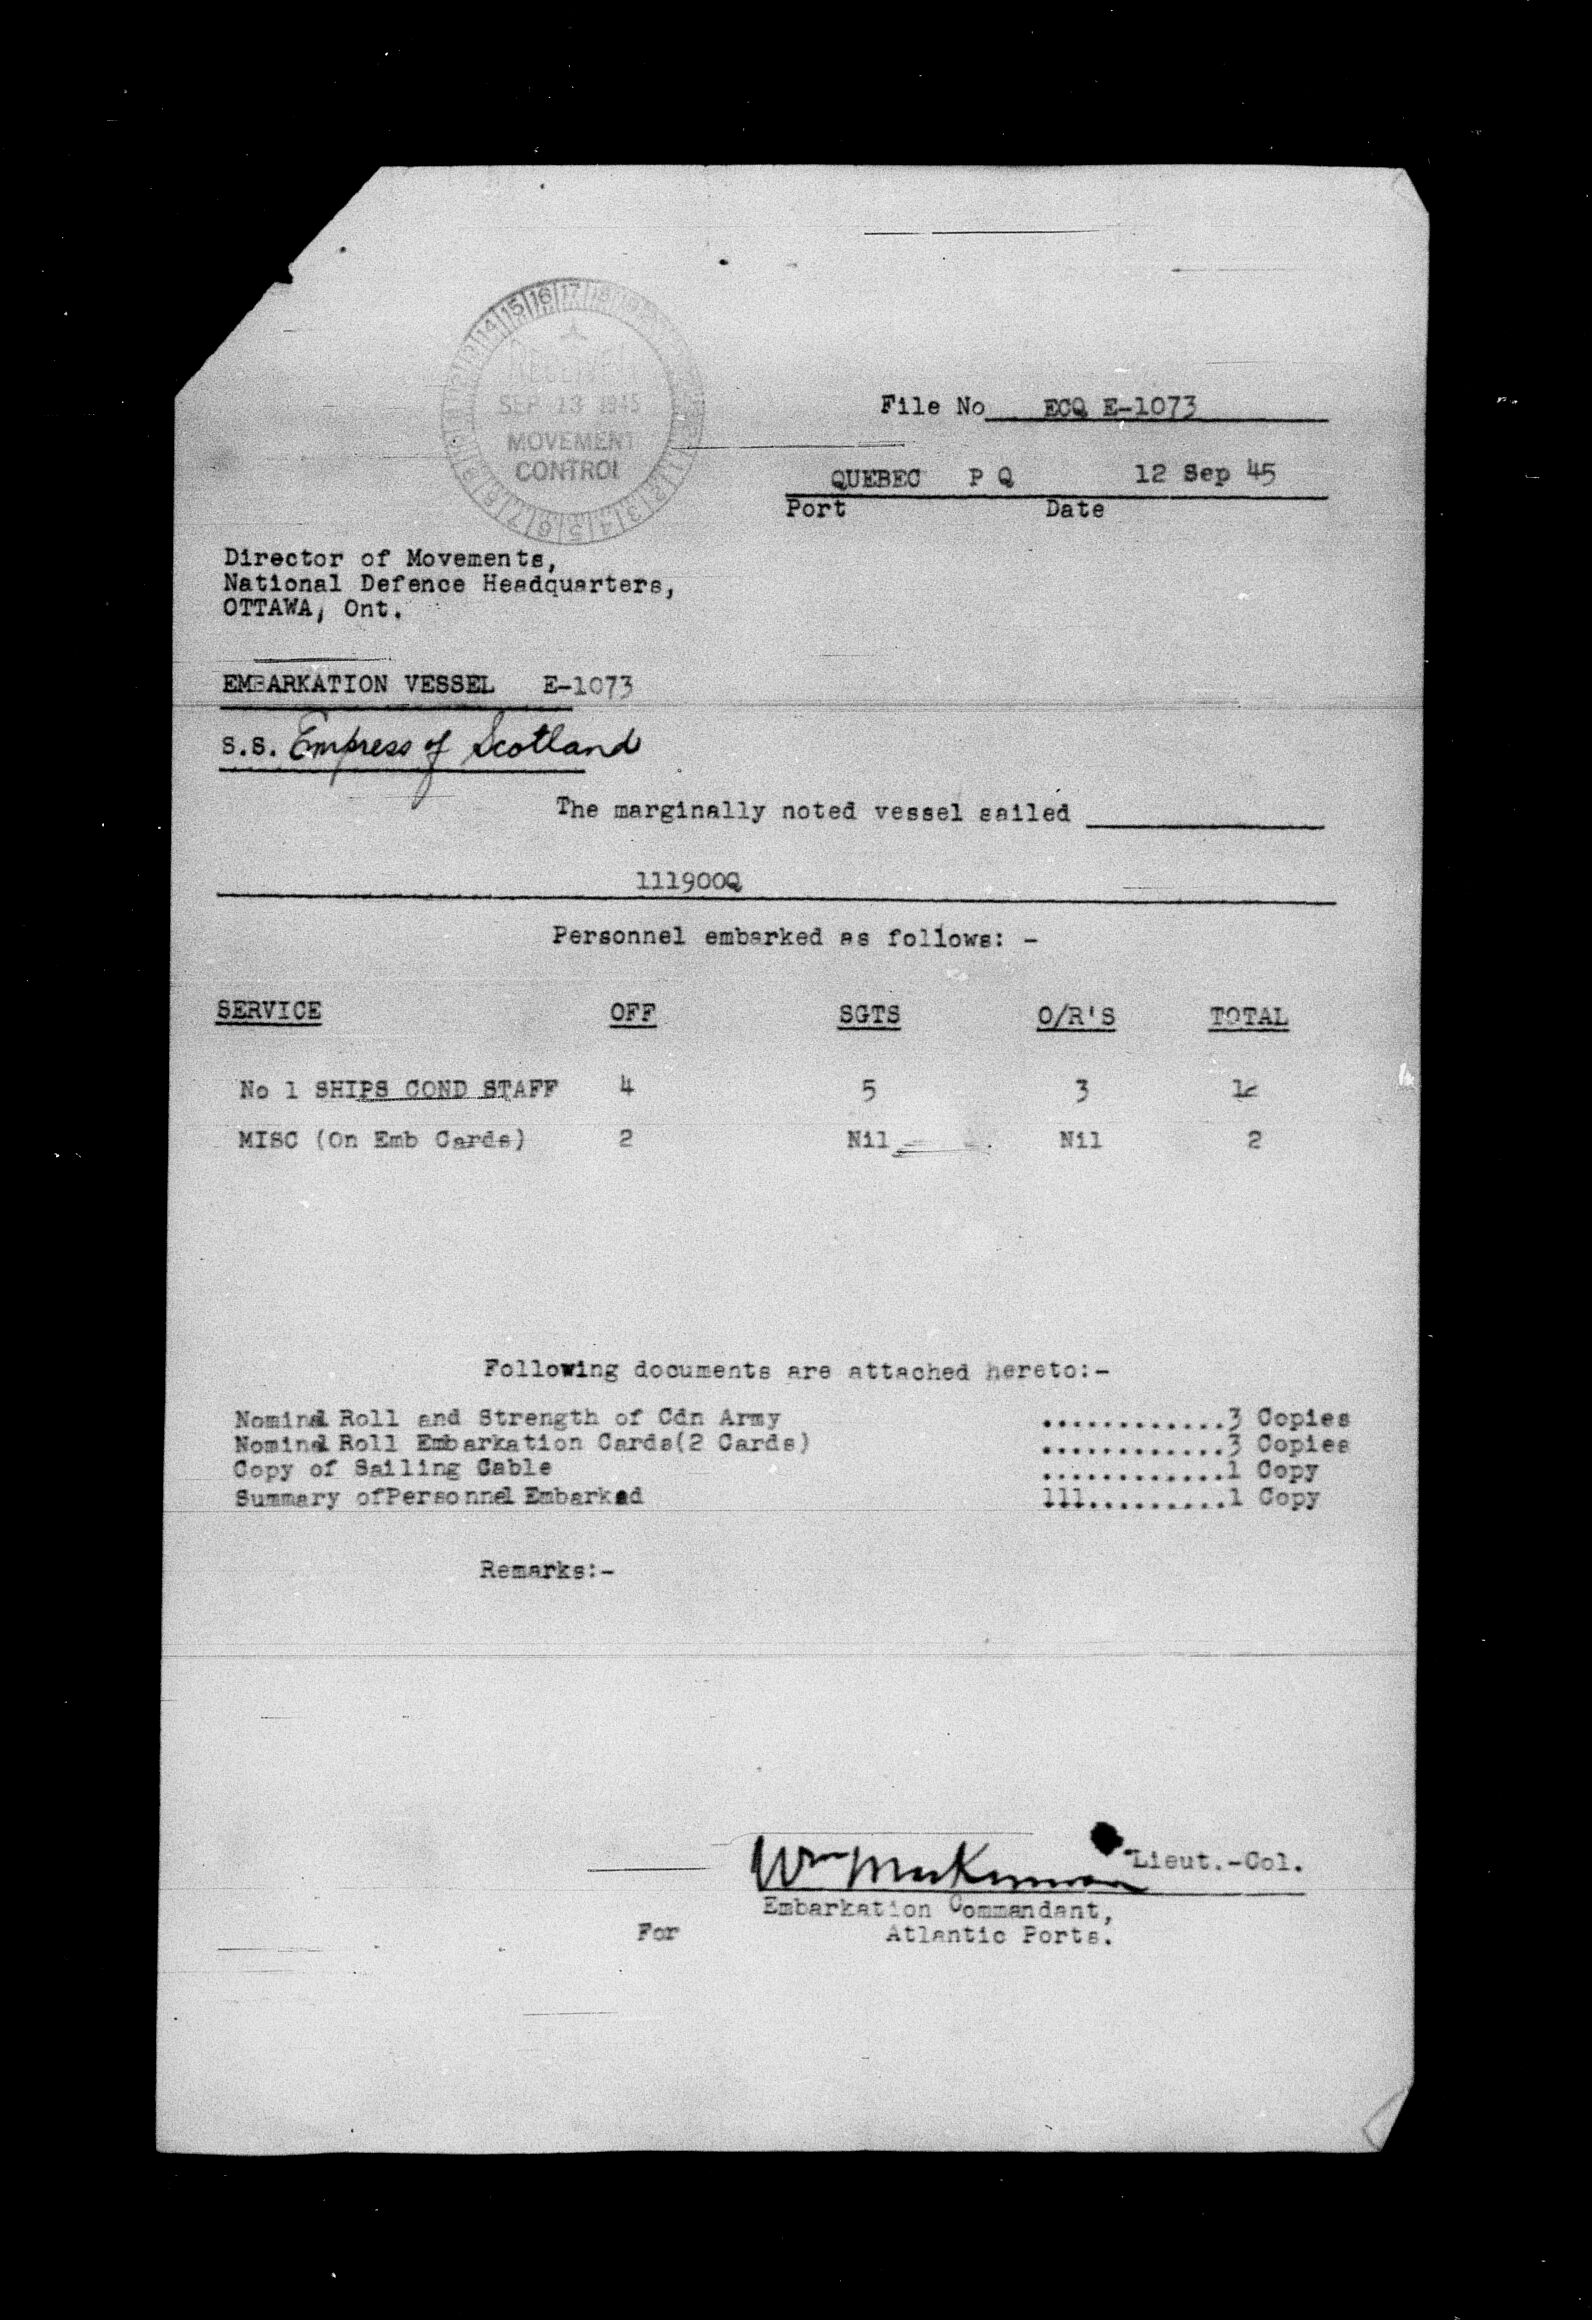 RECEIVED
SEP 13 1945
MOVEMENT
CONTROL
File No ECQ E-1073
QUEBEC P Q 12 Sep 45
Port Date
Director of Movements,
National Defence Headquarters,
OTTAWA, Ont.
EMBARKATION VESSEL E-1073
S.S. Empress of Scotland
The marginally noted vessel sailed
111900Q
Personnel embarked as follows: -
SERVICE OFF SGTS O/R'S TOTAL
No 1 SHIPS COND STAFF 4 5 3 12
MISC (On Emb Cards) 2 Nil Nil 2
Following documents are attached hereto:-
Nominal Roll and Strength of Cdn Army ............3 Copies
Nominal Roll Embarkation Cards(2 Cards) ............3 Copies
Copy of Sailing Cable ............1 Copy
Summary ofPersonnel Embarked lll.........1 Copy
Remarks:-
Wm Lieut.-Col.
Embarkation Commandant,
For Atlantic Ports.